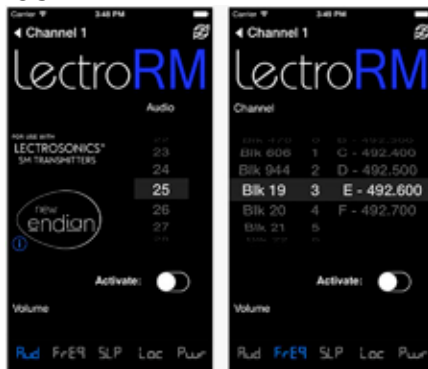 Carrier 3:48 PM
Channel 1
LectroRM
Audio
FOR USE WITH
LECTROSONICS®
SM TRANSMITTERS
new
endian
23
24
25
26
27
Activate:
Volume
Aud FrEq SLP Loc Pwr
Carrier 3:49 PM
Channel 1
LectroRM
Channel
Blk 606 1 C - 492.400
Blk 944 2 D - 492.500
Blk 19 3 E - 492.600
Blk 20 4 F - 492.700
Blk 21 5
Activate:
Volume
Aud FrEq SLP Loc Pwr